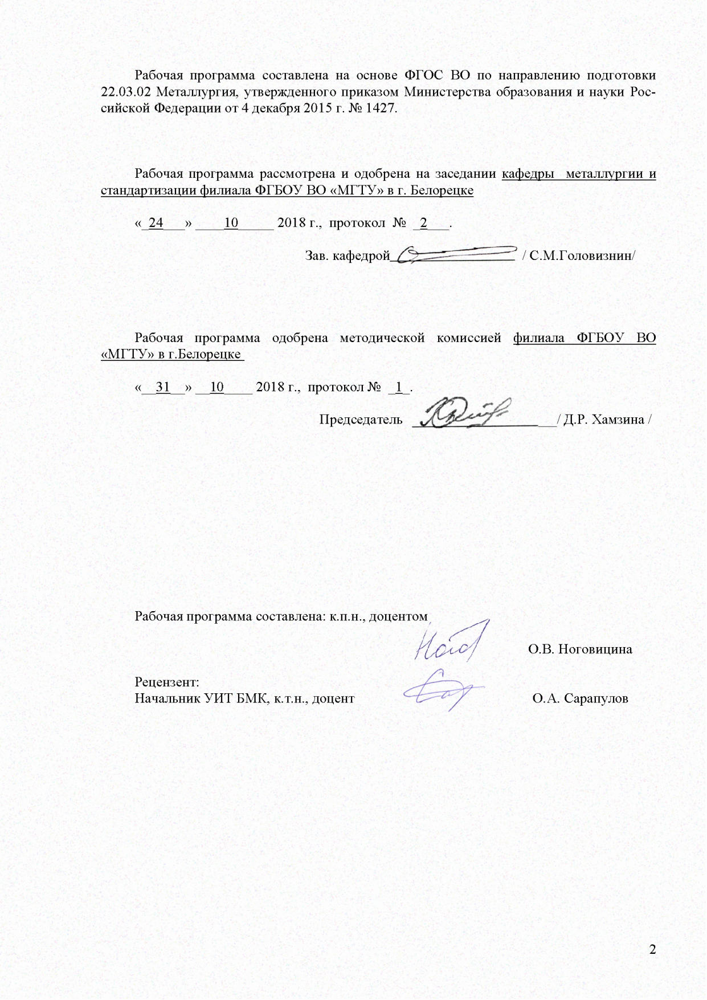 Рабочая программа составлена на основе ФГОС ВО по направлению подготовки
22.03.02 Металлургия, утвержденного приказом Министерства образования и науки Рос-
сийской Федерации от 4 декабря 2015 г. № 1427.
Рабочая программа рассмотрена и одобрена на заседании кафедры металлургии и
стандартизации филиала ФГБОУ ВО «МГТУ» в г. Белорецке
«_24___» ____10_____ 2018 г., протокол № _2___.
Зав. кафедрой_________________ / С.М.Головизнин/
Рабочая программа одобрена методической комиссией филиала ФГБОУ ВО
«МГТУ» в г.Белорецке
«__31__» __10____ 2018 г., протокол № _1_.
Председатель ____________________/ Д.Р. Хамзина /
Рабочая программа составлена: к.п.н., доцентом
О.В. Ноговицина
Рецензент:
Начальник УИТ БМК, к.т.н., доцент О.А. Сарапулов
2